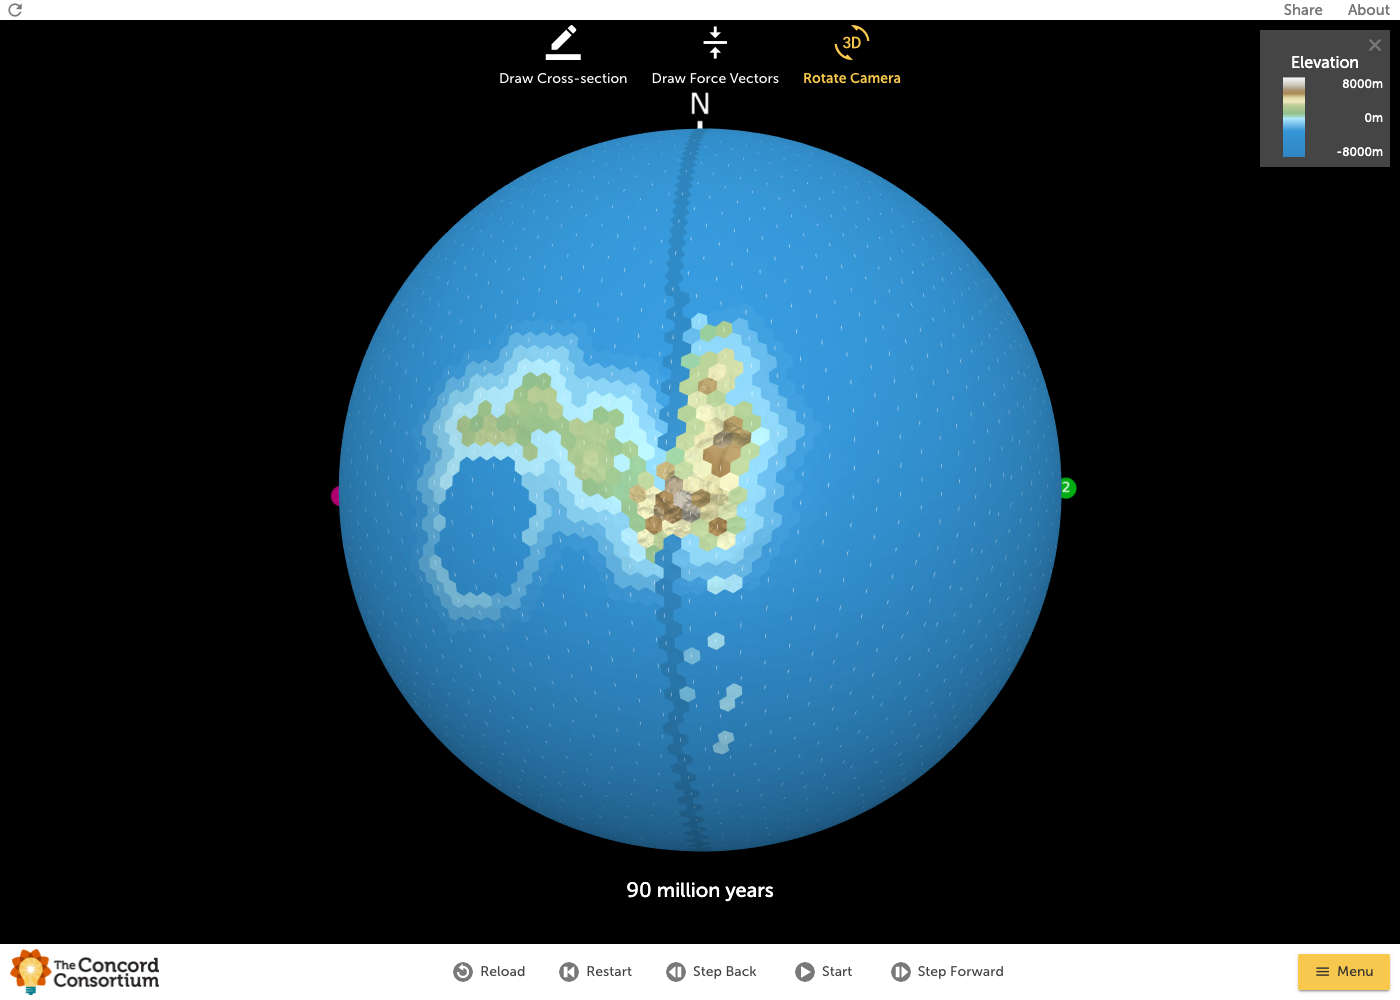 Share About
Draw Cross-section Draw Force Vectors Rotate Camera
3D
N
Elevation
8000m
0m
-8000m
2
90 million years
The Concord
Consortium
Reload Restart Step Back Start Step Forward
Menu